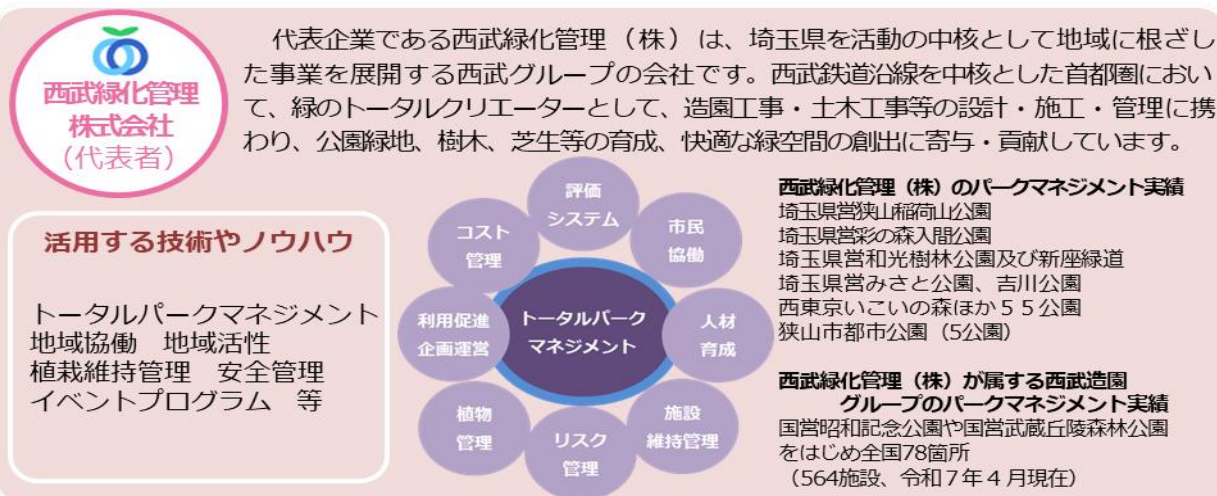 西武緑化管理
株式会社
(代表者)
代表企業である西武緑化管理（株）は、埼玉県を活動の中核として地域に根ざし
た事業を展開する西武グループの会社です。西武鉄道沿線を中核とした首都圏におい
て、緑のトータルクリエーターとして、造園工事・土木工事等の設計・施工・管理に携
わり、公園緑地、樹木、芝生等の育成、快適な緑空間の創出に寄与・貢献しています。
活用する技術やノウハウ
トータルパークマネジメント
地域協働　地域活性
植栽維持管理　安全管理
イベントプログラム　等
評価
システム
市民
協働
人材
育成
施設
維持管理
リスク
管理
植物
管理
利用促進
企画運営
コスト
管理
トータルパーク
マネジメント
西武緑化管理（株）のパークマネジメント実績
埼玉県営狭山稲荷山公園
埼玉県営彩の森入間公園
埼玉県営和光樹林公園及び新座緑道
埼玉県営みさと公園、吉川公園
西東京いこいの森ほか５５公園
狭山市都市公園（5公園）
西武緑化管理（株）が属する西武造園
グループのパークマネジメント実績
国営昭和記念公園や国営武蔵丘陵森林公園
をはじめ全国78箇所
（564施設、令和７年４月現在）